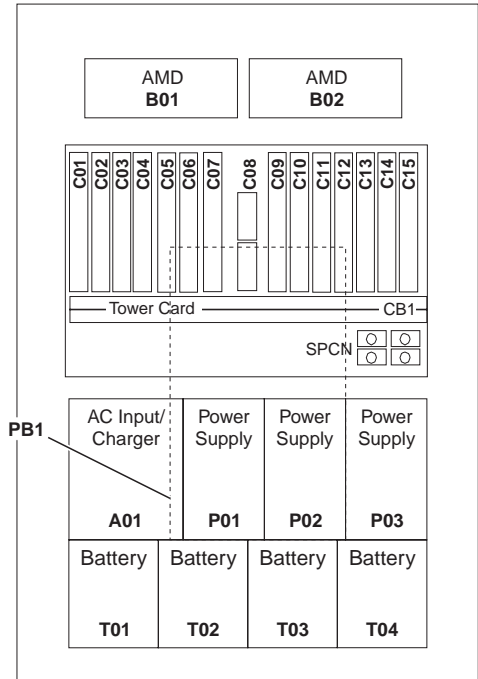 AMD AMD
B01 B02
C01 C02 C03 C04 C05 C06 C07 C08 C09 C10 C11 C12 C13 C14 C15
Tower Card CB1
SPCN
PB1
AC Input/ Power Power Power
Charger Supply Supply Supply
A01 P01 P02 P03
Battery Battery Battery Battery
T01 T02 T03 T04